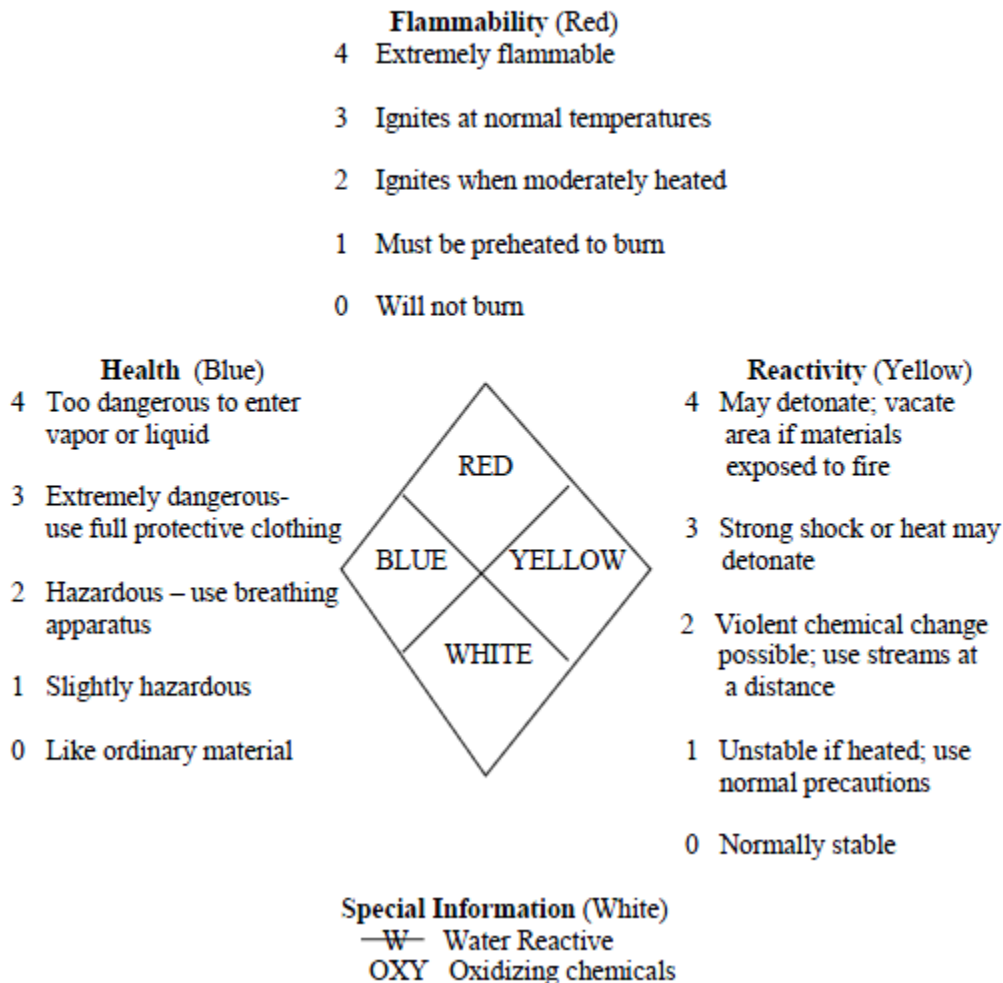 Flammability (Red)
4 Extremely flammable
3 Ignites at normal temperatures
2 Ignites when moderately heated
1 Must be preheated to burn
0 Will not burn
Health (Blue)
4 Too dangerous to enter
vapor or liquid
3 Extremely dangerous-
use full protective clothing
2 Hazardous – use breathing
apparatus
1 Slightly hazardous
0 Like ordinary material
RED
BLUE
YELLOW
WHITE
Reactivity (Yellow)
4 May detonate; vacate
area if materials
exposed to fire
3 Strong shock or heat may
detonate
2 Violent chemical change
possible; use streams at
a distance
1 Unstable if heated; use
normal precautions
0 Normally stable
Special Information (White)
W Water Reactive
OXY Oxidizing chemicals